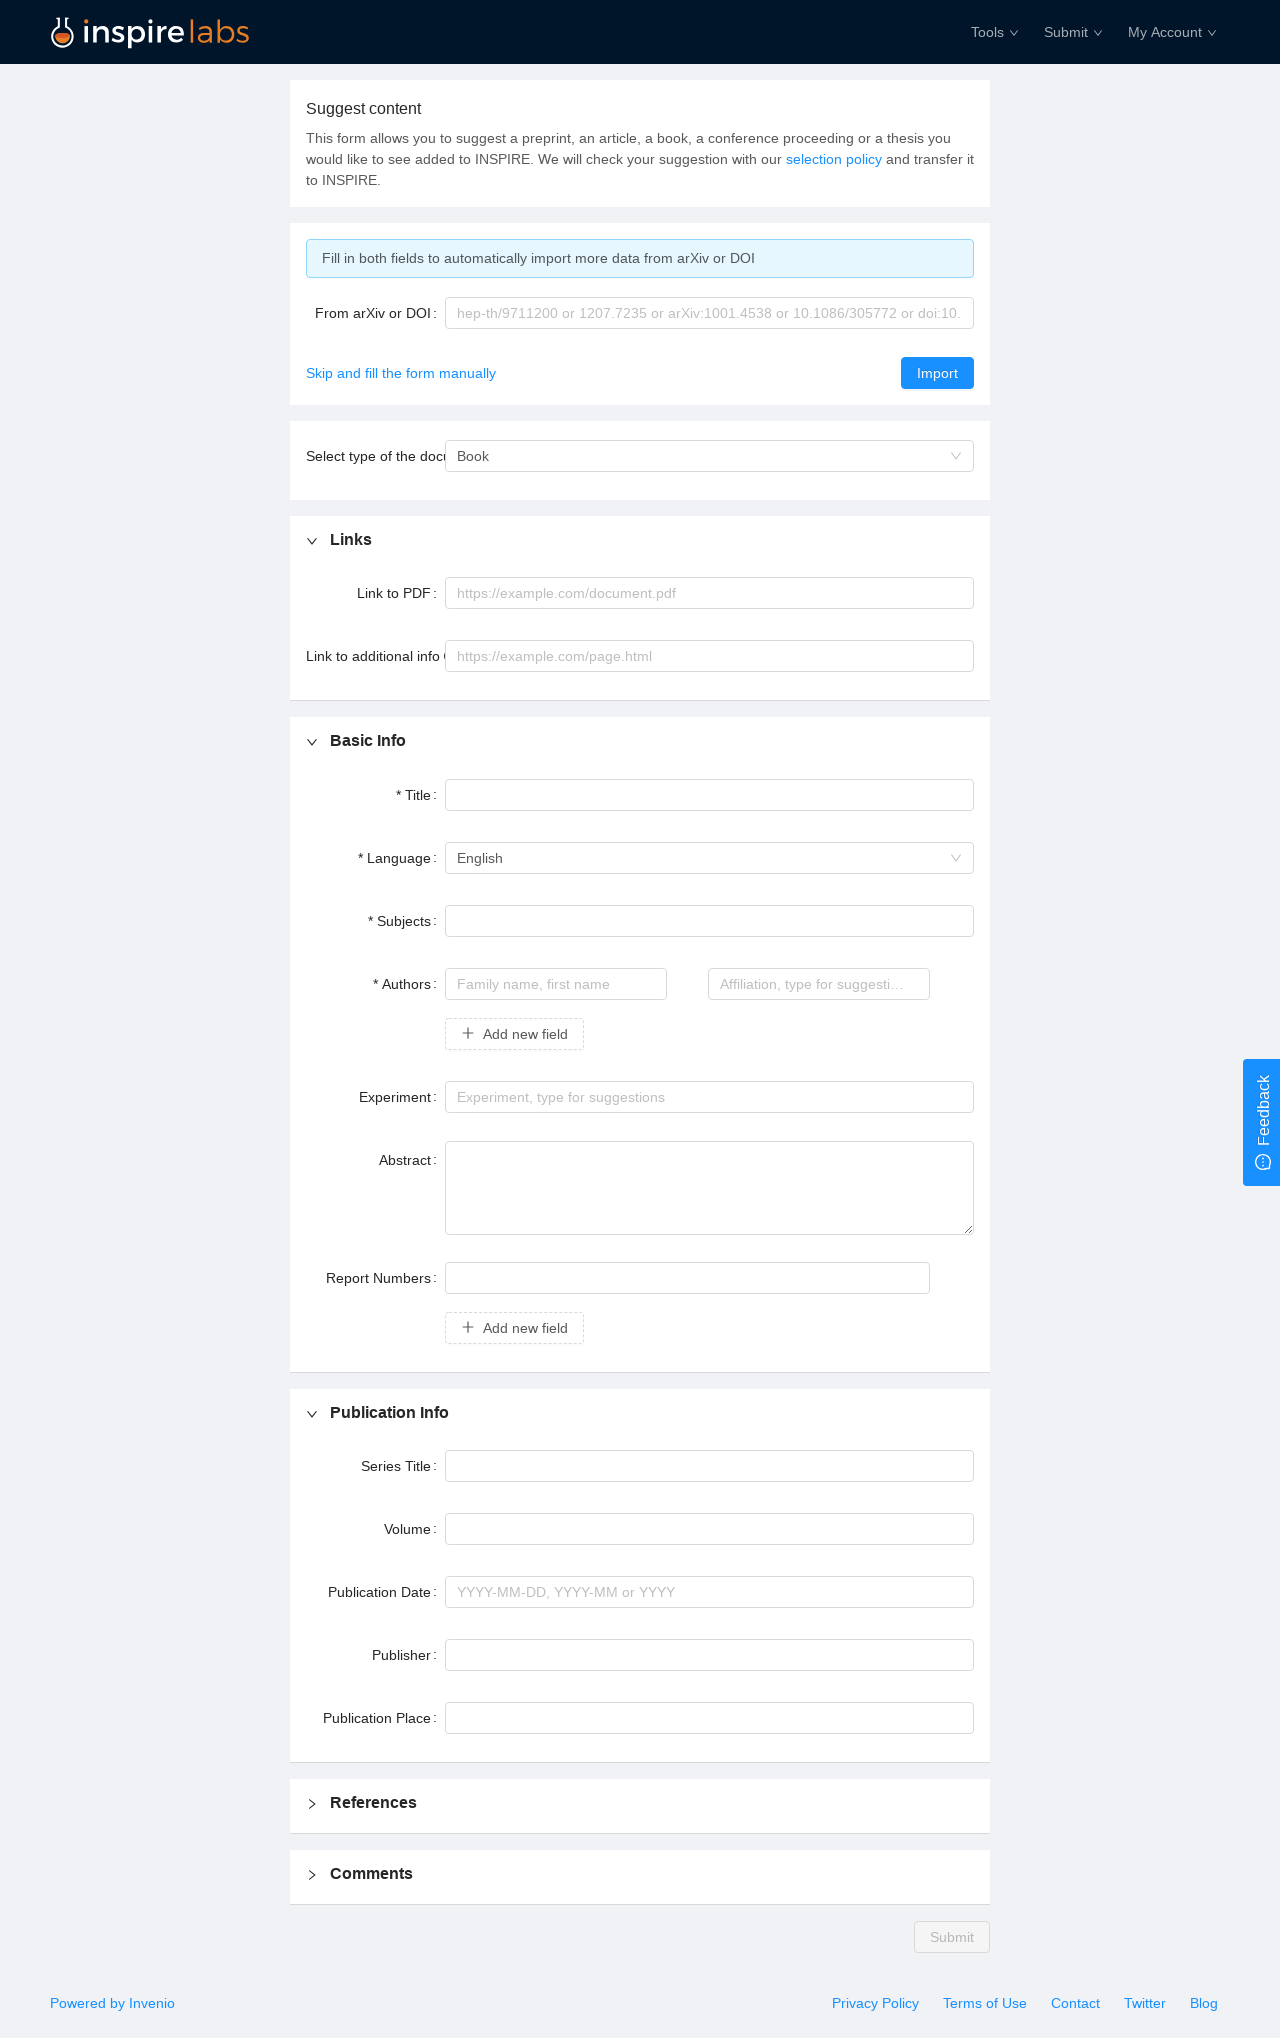 inspire labs
Tools Submit My Account
Suggest content
This form allows you to suggest a preprint, an article, a book, a conference proceeding or a thesis you
would like to see added to INSPIRE. We will check your suggestion with our selection policy and transfer it
to INSPIRE.
Fill in both fields to automatically import more data from arXiv or DOI
From arXiv or DOI : hep-th/9711200 or 1207.7235 or arXiv:1001.4538 or 10.1086/305772 or doi:10.
Skip and fill the form manually Import
Select type of the docu Book
Links
Link to PDF : https://example.com/document.pdf
Link to additional info https://example.com/page.html
Basic Info
* Title :
* Language : English
* Subjects :
* Authors : Family name, first name Affiliation, type for suggesti...
Add new field
Experiment : Experiment, type for suggestions
Abstract :
Report Numbers :
Add new field
Publication Info
Series Title :
Volume :
Publication Date : YYYY-MM-DD, YYYY-MM or YYYY
Publisher :
Publication Place :
References
Comments
Submit
Feedback
Powered by Invenio Privacy Policy Terms of Use Contact Twitter Blog